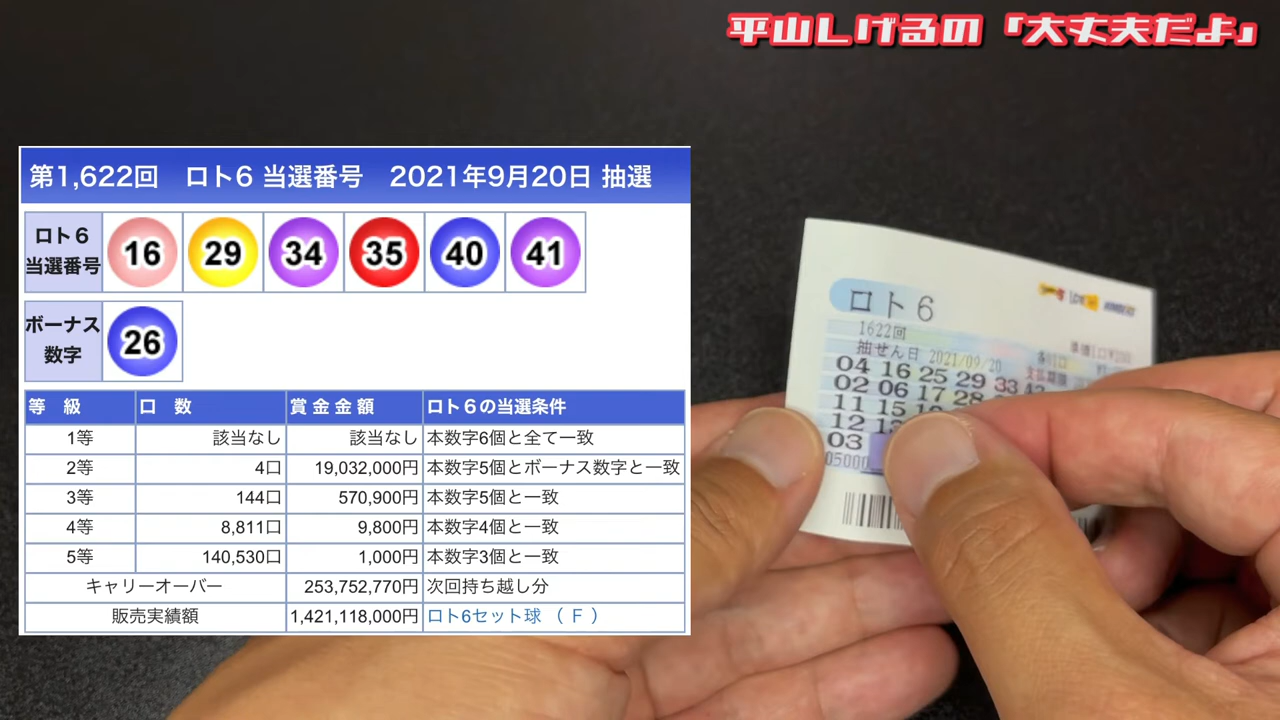 平山しげるの「大丈夫だよ」
第1,622回 ロト6 当選番号 2021年9月20日 抽選
ロト6
当選番号
16 29 34 35 40 41
ボーナス
数字
26
等 級 口 数 賞金金額 ロト6の当選条件
1等 該当なし 該当なし 本数字6個と全て一致
2等 4口 19,032,000円 本数字5個とボーナス数字と一致
3等 144口 570,900円 本数字5個と一致
4等 8,811口 9,800円 本数字4個と一致
5等 140,530口 1,000円 本数字3個と一致
キャリーオーバー 253,752,770円 次回持ち越し分
販売実績額 1,421,118,000円 ロト6セット球 （ F ）
ロト6
1622回
抽せん日 2021/09/20
04 16 25 29 33
02 06 17 28
11 15
12
03
05000